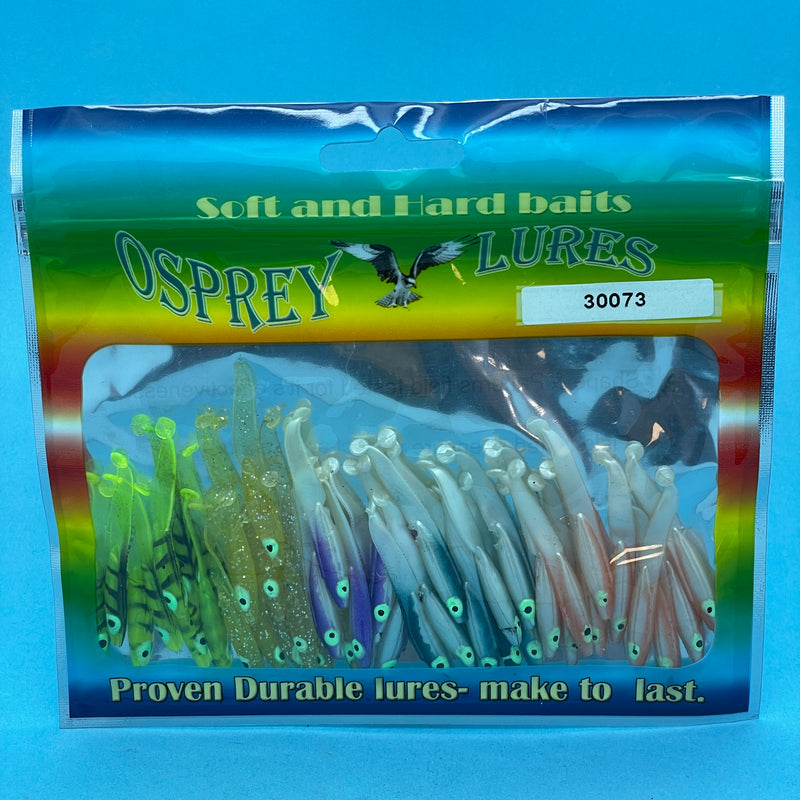 Soft and Hard baits
OSPREY LURES
30073
Proven Durable lures- make to last.